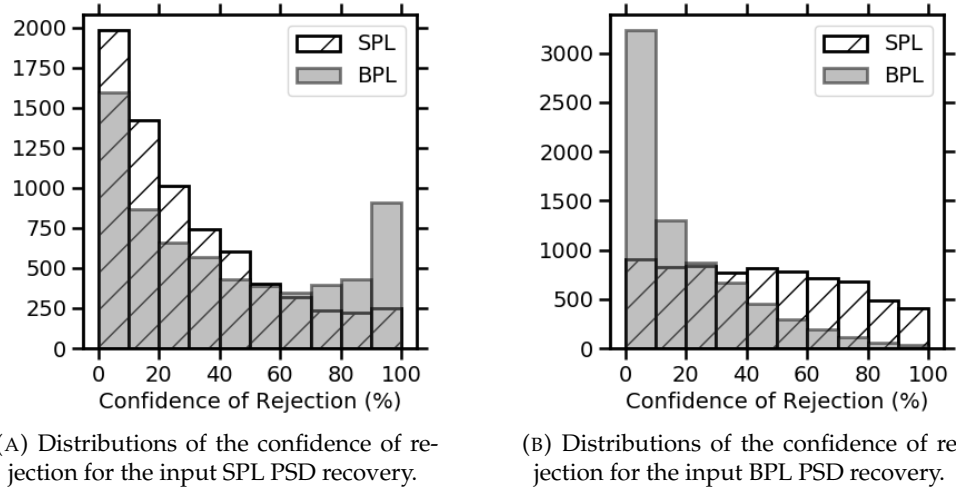 2000
1750
1500
1250
1000
750
500
250
0
SPL
BPL
0 20 40 60 80 100
Confidence of Rejection (%)
(A) Distributions of the confidence of re-
jection for the input SPL PSD recovery.
3000
2500
2000
1500
1000
500
0
SPL
BPL
0 20 40 60 80 100
Confidence of Rejection (%)
(B) Distributions of the confidence of re
jection for the input BPL PSD recovery.